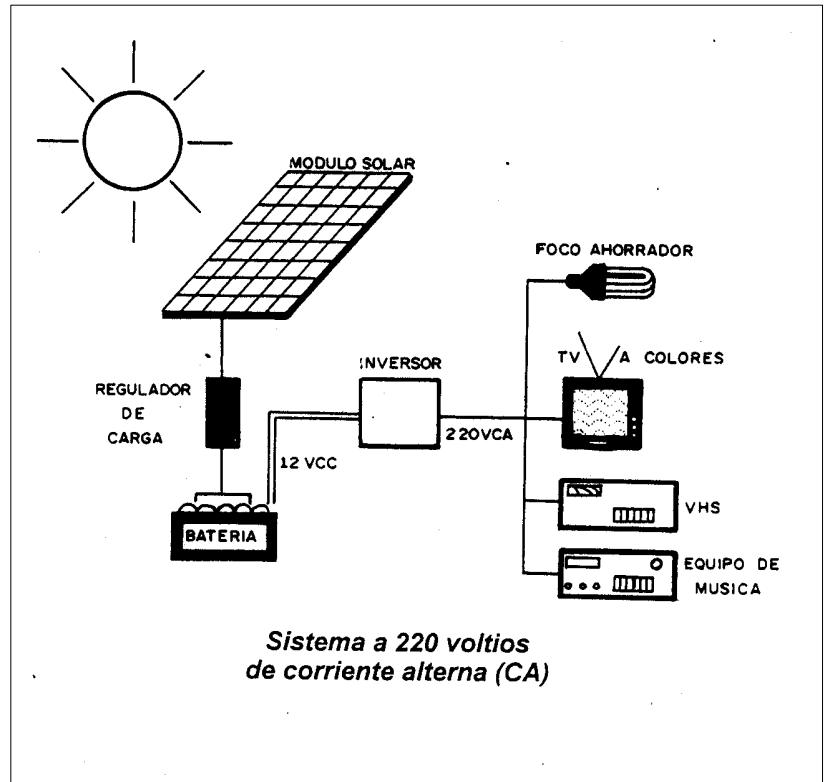 MODULO SOLAR
FOCO AHORRADOR
TV A COLORES
INVERSOR
REGULADOR
DE
CARGA
220VCA
12 VCC
VHS
BATERIA
EQUIPO DE
MUSICA
Sistema a 220 voltios
de corriente alterna (CA)